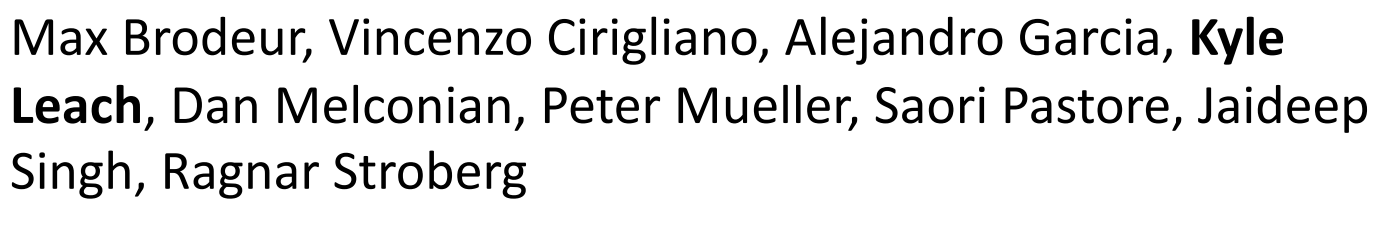 Max Brodeur, Vincenzo Cirigliano, Alejandro Garcia, Kyle
Leach, Dan Melconian, Peter Mueller, Saori Pastore, Jaideep
Singh, Ragnar Stroberg